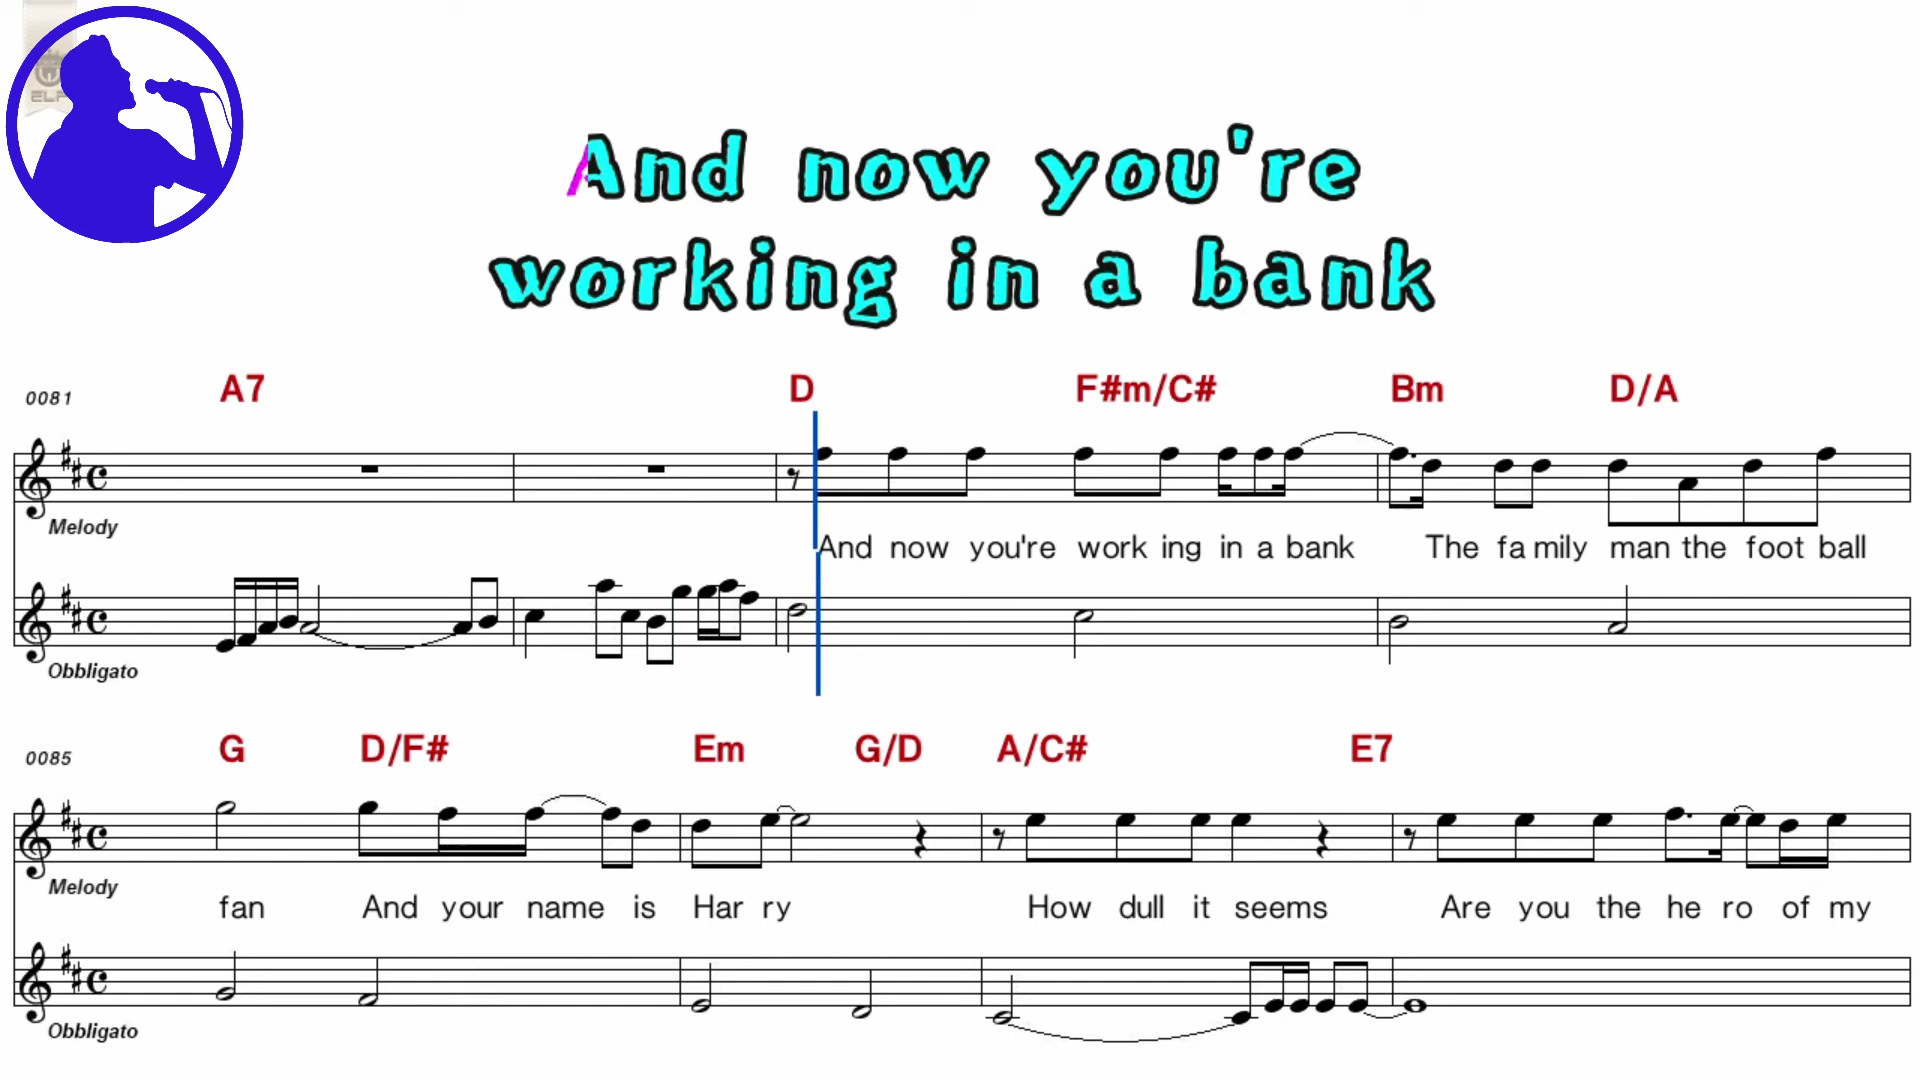 ELF
And now you're
working in a bank
0081 A7 D F#m/C# Bm D/A
Melody
And now you're work ing in a bank The fa mily man the foot ball
Obbligato
0085 G D/F# Em G/D A/C# E7
Melody
fan And your name is Har ry How dull it seems Are you the he ro of my
Obbligato